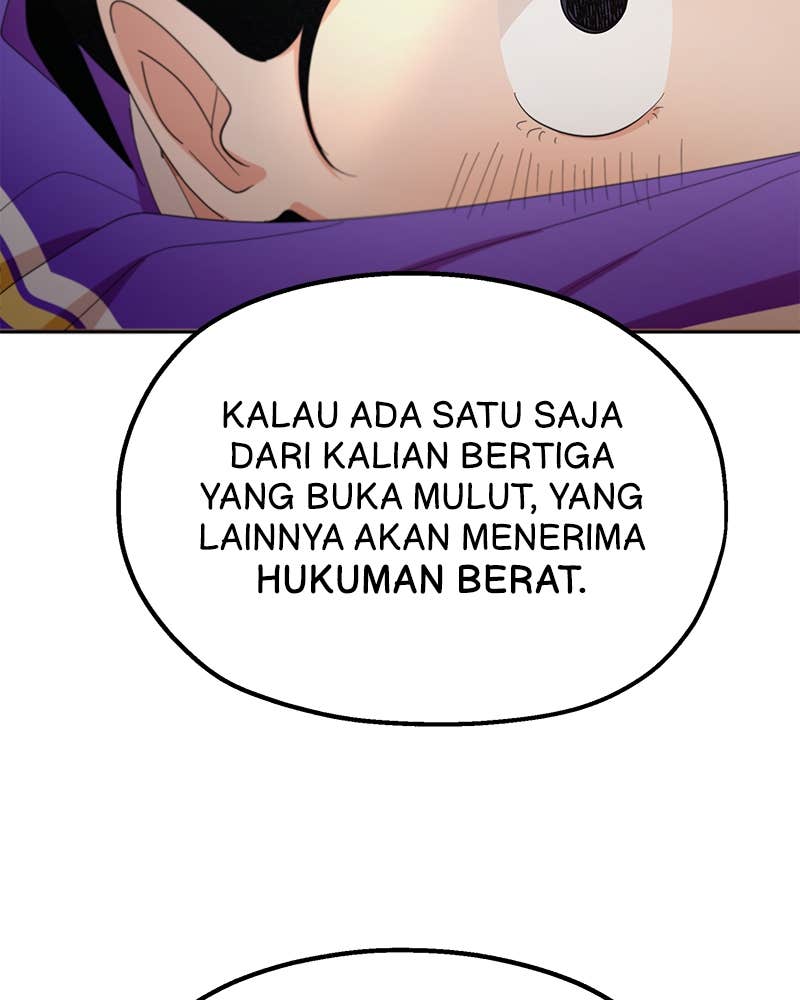 KALAU ADA SATU SAJA
DARI KALIAN BERTIGA
YANG BUKA MULUT, YANG
LAINNYA AKAN MENERIMA
HUKUMAN BERAT.